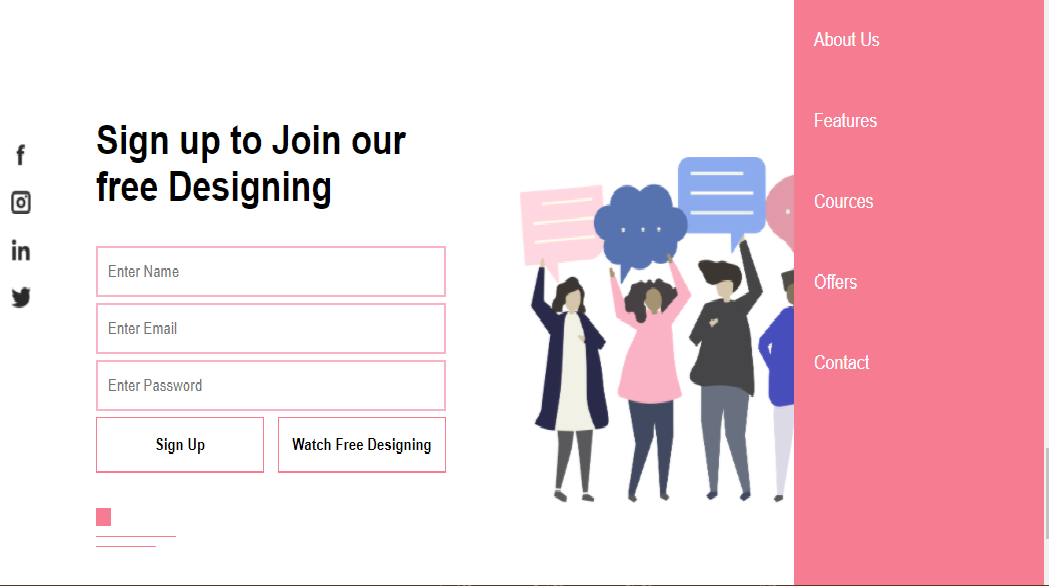 Sign up to Join our
free Designing
Enter Name
Enter Email
Enter Password
Sign Up
Watch Free Designing
About Us
Features
Cources
Offers
Contact